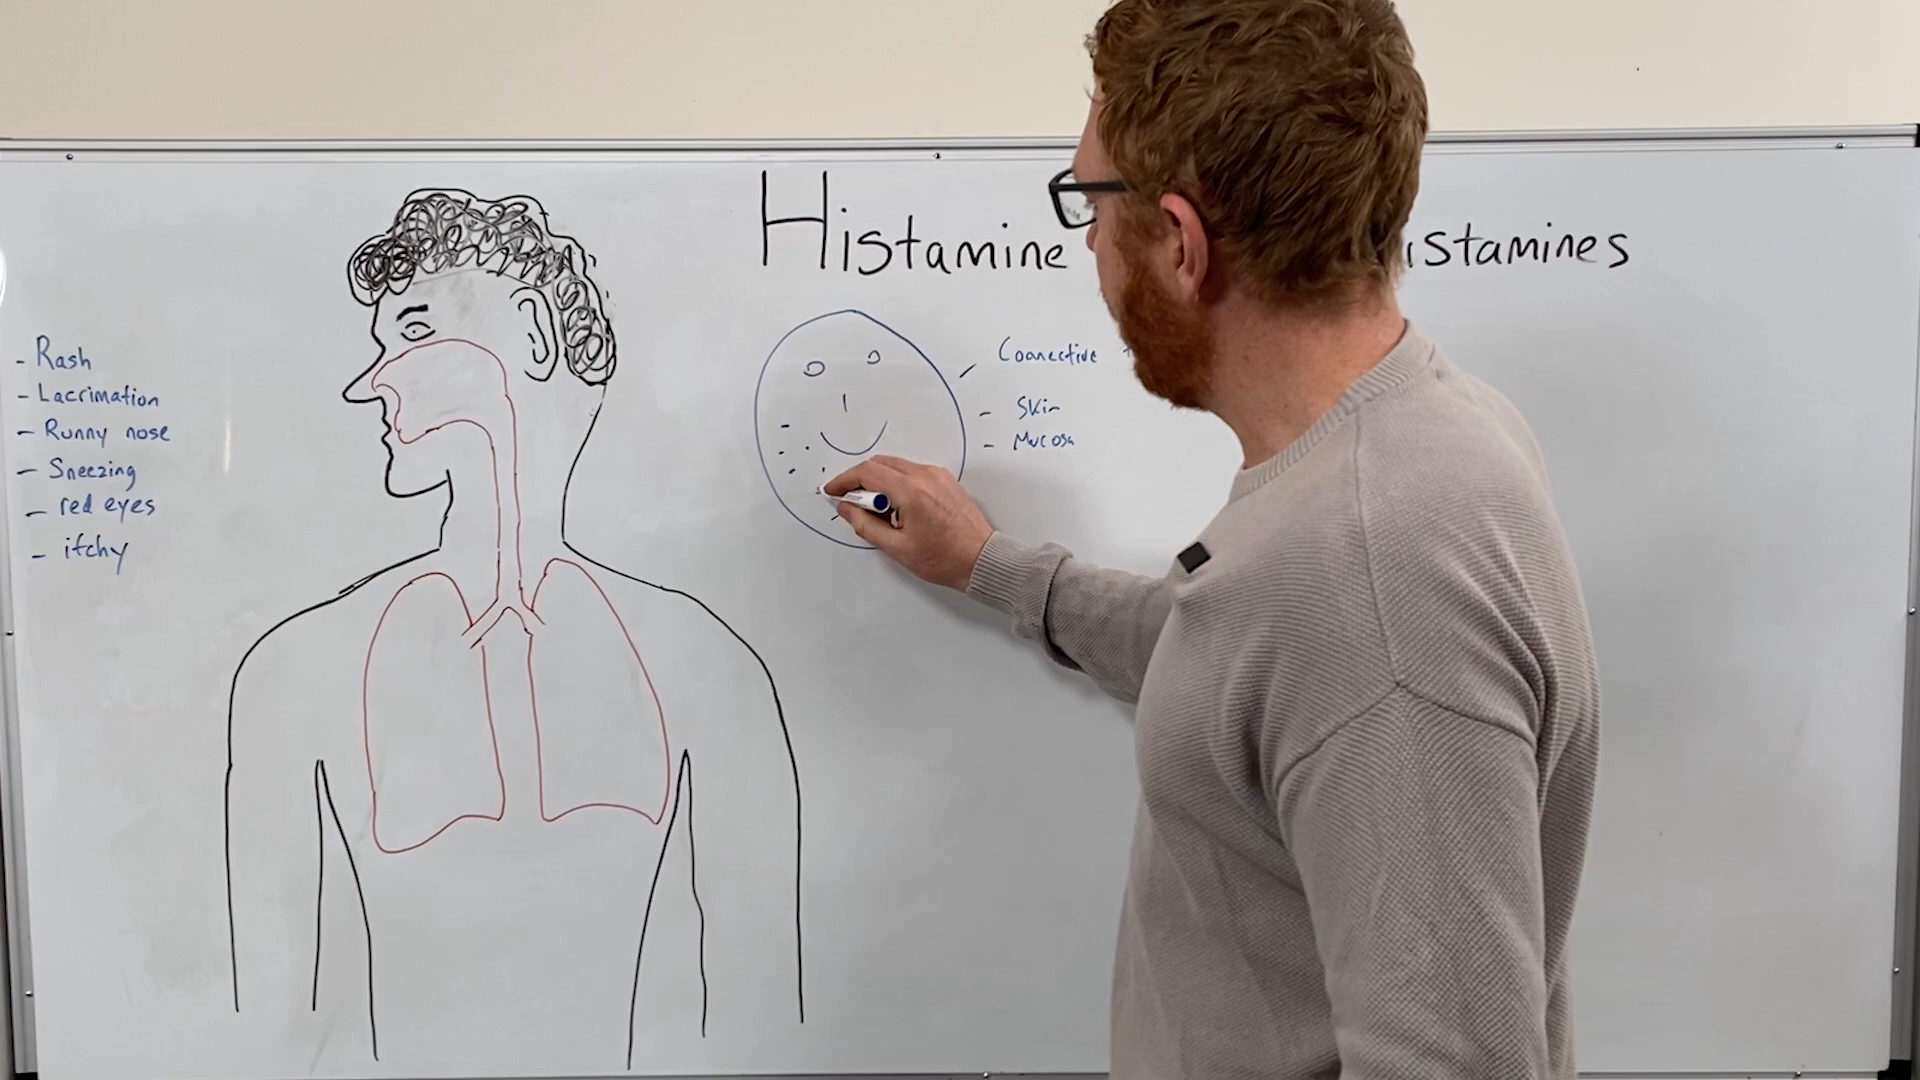 Histamine istamines
- Rash
- Lacrimation
- Runny nose
- Sneezing
- red eyes
- itchy
- Connective t
- Skin
- Mucosa